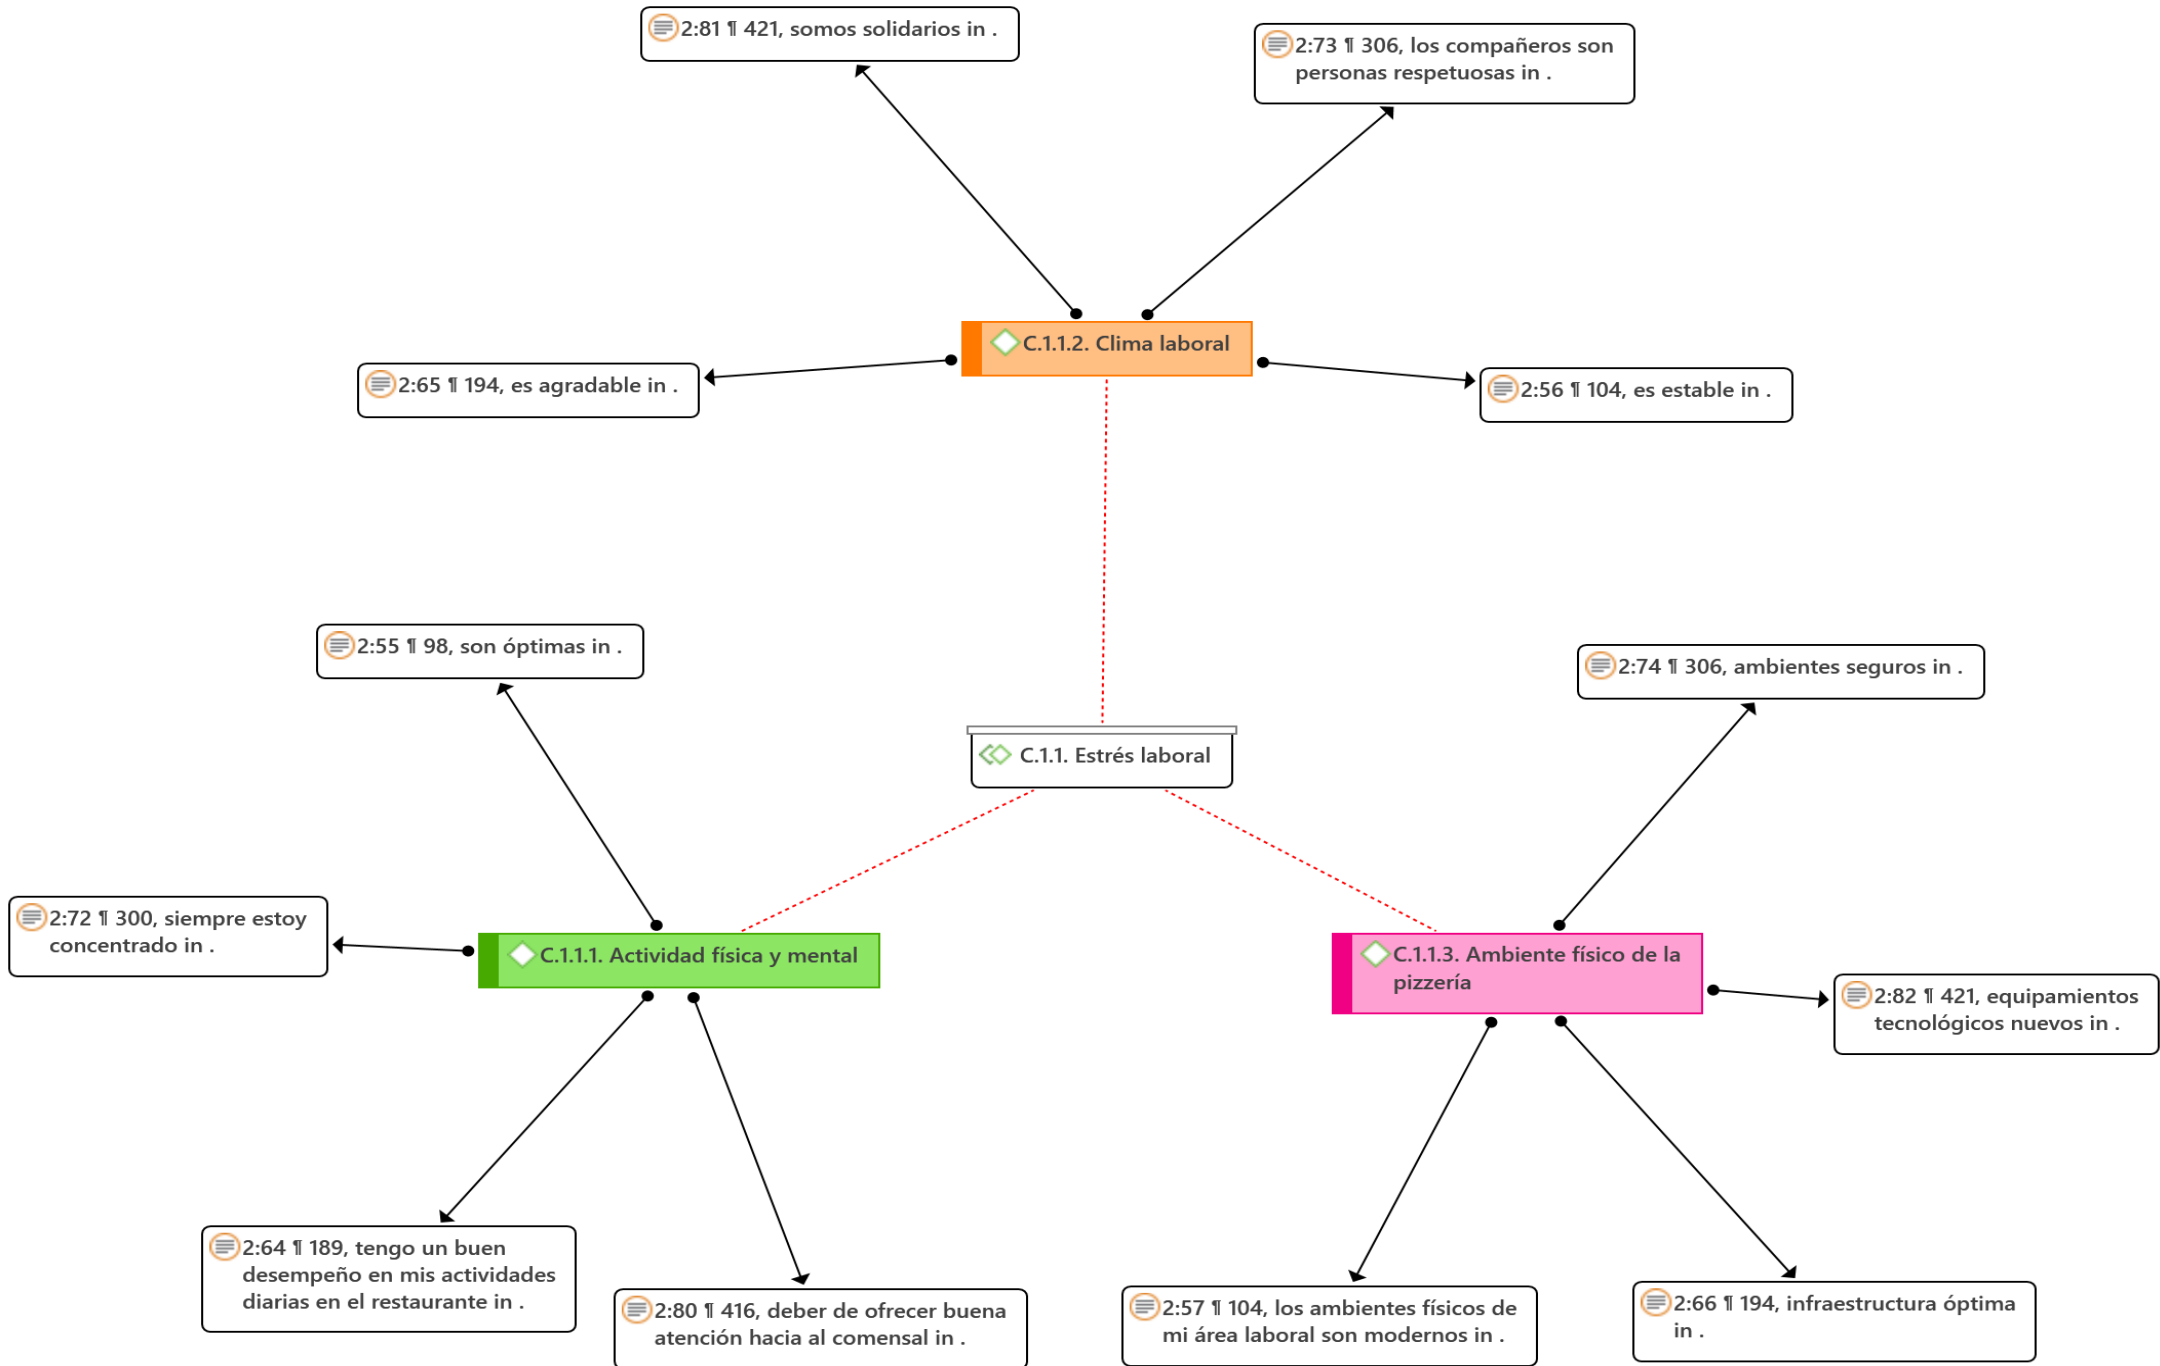 2:81 ¶ 421, somos solidarios in .
2:73 ¶ 306, los compañeros son
personas respetuosas in .
C.1.1.2. Clima laboral
2:65 ¶ 194, es agradable in .
2:56 ¶ 104, es estable in .
2:55 ¶ 98, son óptimas in .
2:74 ¶ 306, ambientes seguros in .
C.1.1. Estrés laboral
2:72 ¶ 300, siempre estoy
concentrado in .
C.1.1.1. Actividad física y mental
C.1.1.3. Ambiente físico de la
pizzería
2:82 ¶ 421, equipamientos
tecnológicos nuevos in .
2:64 ¶ 189, tengo un buen
desempeño en mis actividades
diarias en el restaurante in .
2:80 ¶ 416, deber de ofrecer buena
atención hacia al comensal in .
2:57 ¶ 104, los ambientes físicos de
mi área laboral son modernos in .
2:66 ¶ 194, infraestructura óptima
in .